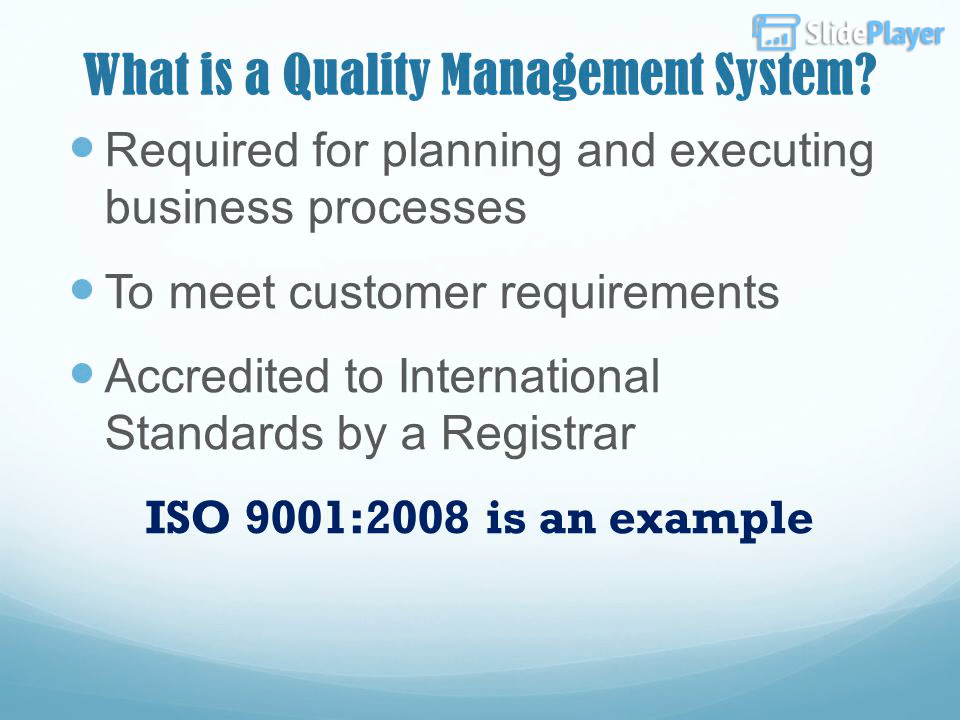 SlidePlayer
What is a Quality Management System?
Required for planning and executing
business processes
To meet customer requirements
Accredited to International
Standards by a Registrar
ISO 9001:2008 is an example